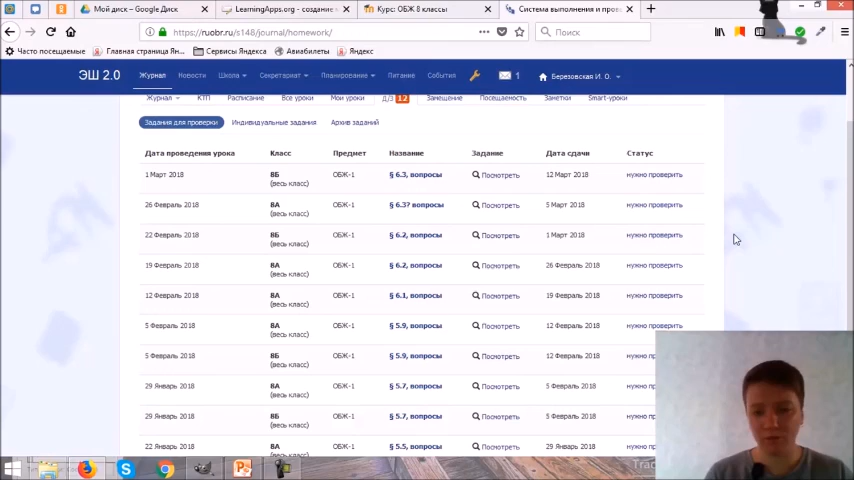 Мой диск – Google Диск
LearningApps.org - создание м
Курс: ОБЖ 8 классы
Система выполнения и пров
https://ruobr.ru/s148/journal/homework/
Поиск
Часто посещаемые
Главная страница Ян...
Сервисы Яндекса
Авиабилеты
Яндекс
ЭШ 2.0
Журнал
Новости
Школа
Секретариат
Планирование
Питание
События
1
Березовская И. О.
Журнал
КТП
Расписание
Все уроки
Мои уроки
Д/З 12
Замещение
Посещаемость
Заметки
Smart-уроки
Задания для проверки
Индивидуальные задания
Архив заданий
Дата проведения урока Класс Предмет Название Задание Дата сдачи Статус
1 Март 2018 8Б ОБЖ-1 § 6.3, вопросы Посмотреть 12 Март 2018 нужно проверить
(весь класс)
26 Февраль 2018 8А ОБЖ-1 § 6.3? вопросы Посмотреть 5 Март 2018 нужно проверить
(весь класс)
22 Февраль 2018 8Б ОБЖ-1 § 6.2, вопросы Посмотреть 1 Март 2018 нужно проверить
(весь класс)
19 Февраль 2018 8А ОБЖ-1 § 6.2, вопросы Посмотреть 26 Февраль 2018 нужно проверить
(весь класс)
12 Февраль 2018 8А ОБЖ-1 § 6.1, вопросы Посмотреть 19 Февраль 2018 нужно проверить
(весь класс)
5 Февраль 2018 8А ОБЖ-1 § 5.9, вопросы Посмотреть 12 Февраль 2018 нужно проверить
(весь класс)
5 Февраль 2018 8Б ОБЖ-1 § 5.9, вопросы Посмотреть 12 Февраль 2018 нужно пр
(весь класс)
29 Январь 2018 8А ОБЖ-1 § 5.7, вопросы Посмотреть 5 Февраль 2018 нужно пр
(весь класс)
29 Январь 2018 8Б ОБЖ-1 § 5.7, вопросы Посмотреть 5 Февраль 2018 нужно пр
(весь класс)
22 Январь 2018 8А ОБЖ-1 § 5.5, вопросы Посмотреть 29 Январь 2018 нужно пр